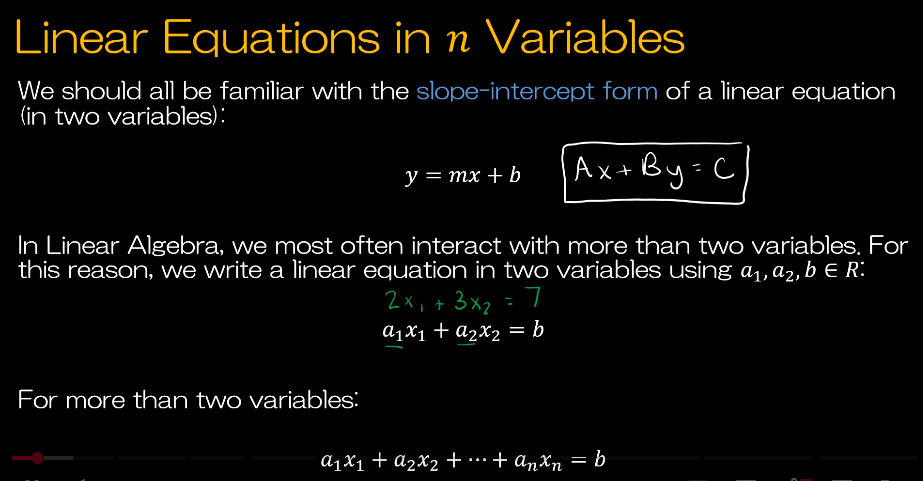 Linear Equations in n Variables
We should all be familiar with the slope-intercept form of a linear equation
(in two variables):
y = mx + b
Ax + By = C
In Linear Algebra, we most often interact with more than two variables. For
this reason, we write a linear equation in two variables using a₁, a₂, b ∈ R:
2x₁ + 3x₂ = 7
a₁x₁ + a₂x₂ = b
For more than two variables:
a₁x₁ + a₂x₂ + ⋯ + aₙxₙ = b